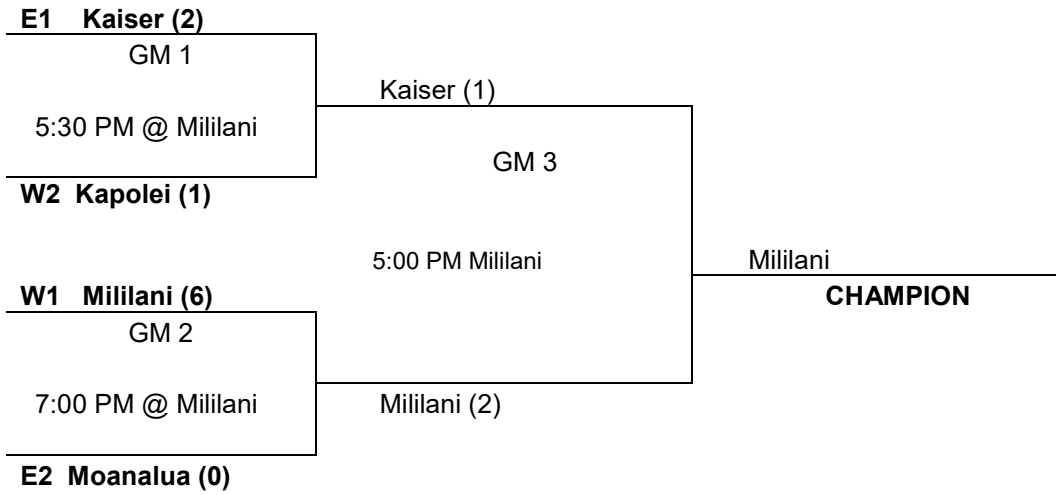 E1 Kaiser (2)
GM 1
Kaiser (1)
5:30 PM @ Mililani
GM 3
W2 Kapolei (1)
5:00 PM Mililani
Mililani
W1 Mililani (6)
CHAMPION
GM 2
7:00 PM @ Mililani
Mililani (2)
E2 Moanalua (0)